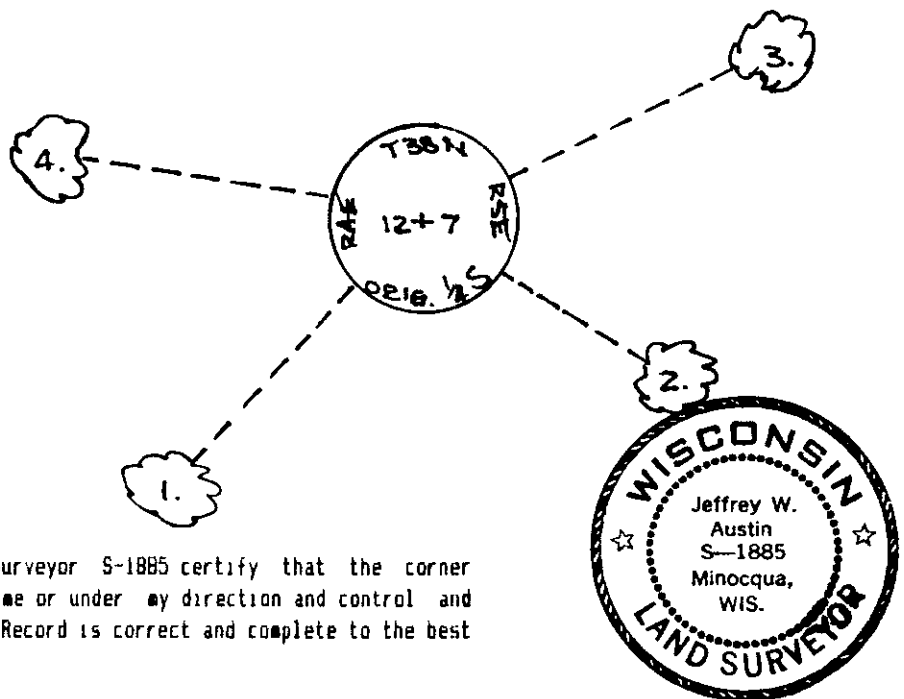 3.
4.
T38N
R4E
12+7
R5E
ORIG. 1/4 S
2.
1.
WISCONSIN
Jeffrey W.
Austin
S—1885
Minocqua,
WIS.
LAND SURVEYOR
urveyor S-1885 certify that the corner
me or under my direction and control and
Record is correct and complete to the best